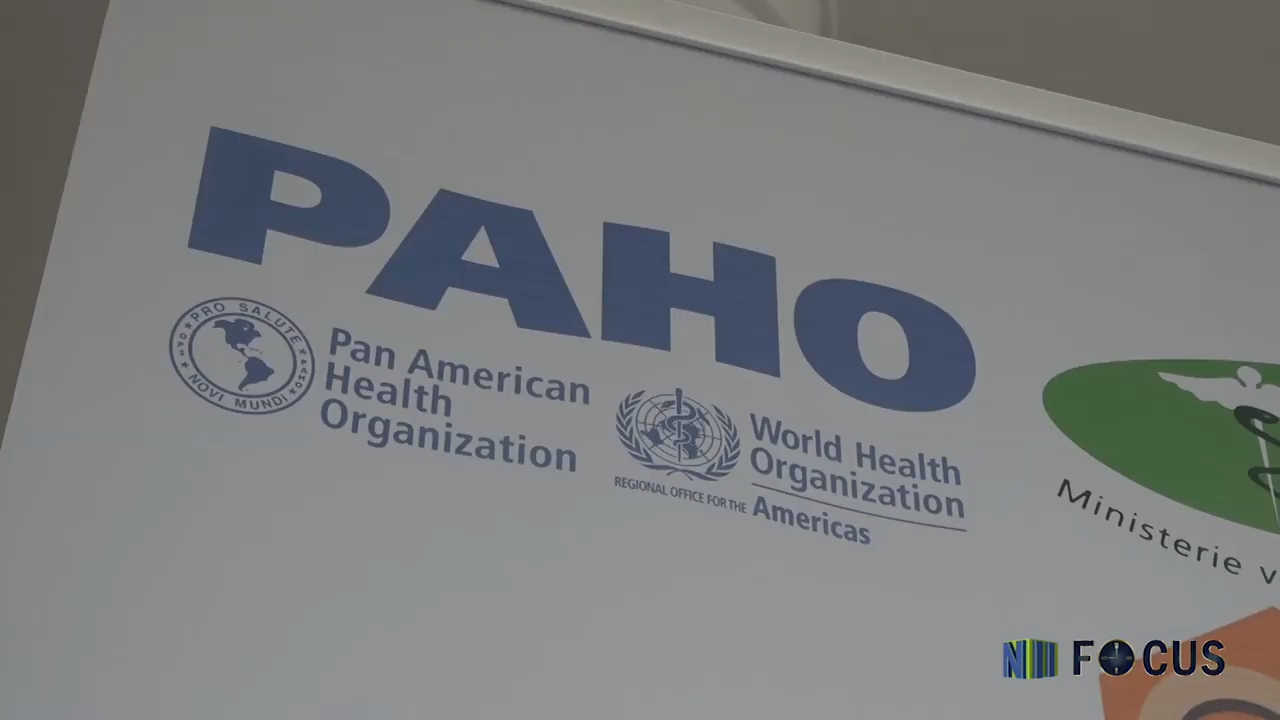 PAHO
PRO SALUTE
NOVI MUNDI
Pan American
Health
Organization
World Health
Organization
REGIONAL OFFICE FOR THE Americas
Ministerie v
FOCUS